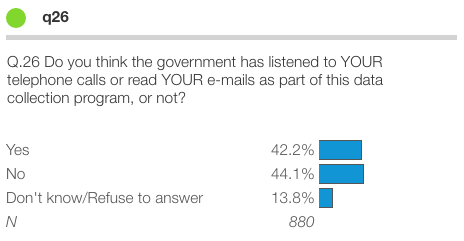 q26
Q.26 Do you think the government has listened to YOUR
telephone calls or read YOUR e-mails as part of this data
collection program, or not?
Yes 42.2%
No 44.1%
Don't know/Refuse to answer 13.8%
N 880